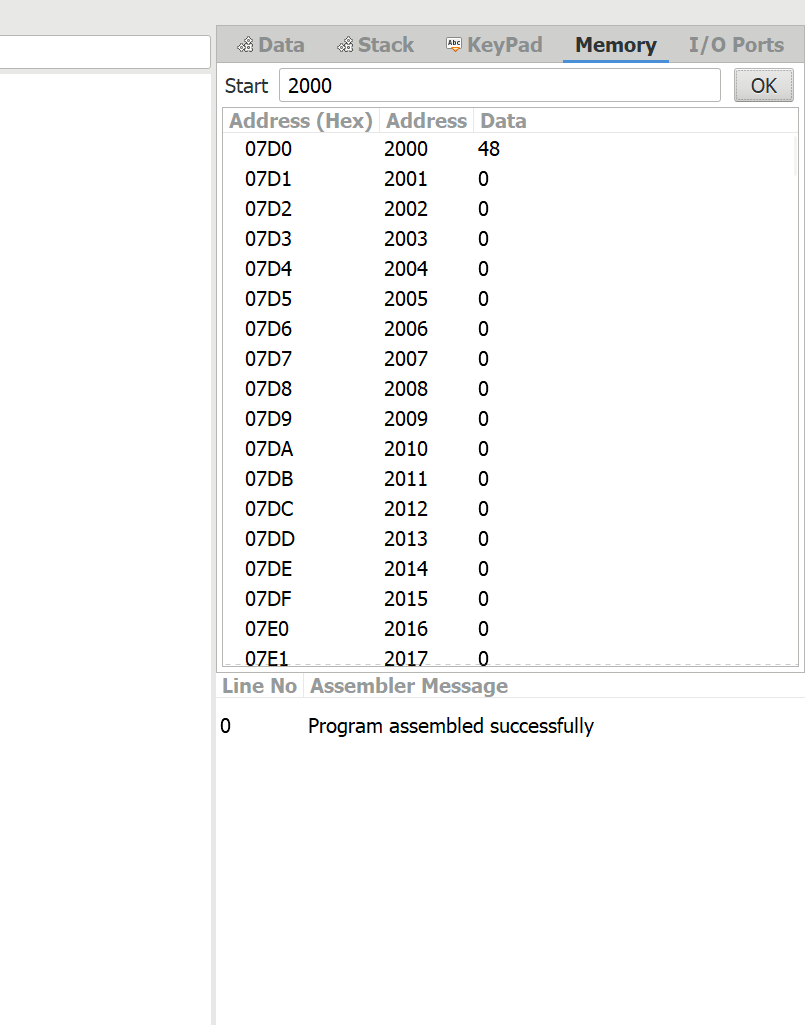 Data Stack Abc KeyPad Memory I/O Ports
Start 2000 OK
Address (Hex) Address Data
07D0 2000 48
07D1 2001 0
07D2 2002 0
07D3 2003 0
07D4 2004 0
07D5 2005 0
07D6 2006 0
07D7 2007 0
07D8 2008 0
07D9 2009 0
07DA 2010 0
07DB 2011 0
07DC 2012 0
07DD 2013 0
07DE 2014 0
07DF 2015 0
07E0 2016 0
07E1 2017 0
Line No Assembler Message
0 Program assembled successfully